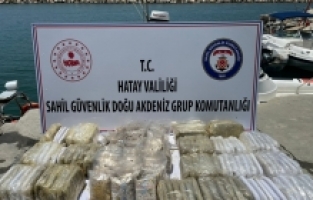 T.C.
HATAY VALİLİĞİ
SAHİL GÜVENLİK DOĞU AKDENİZ GRUP KOMUTANLIĞI